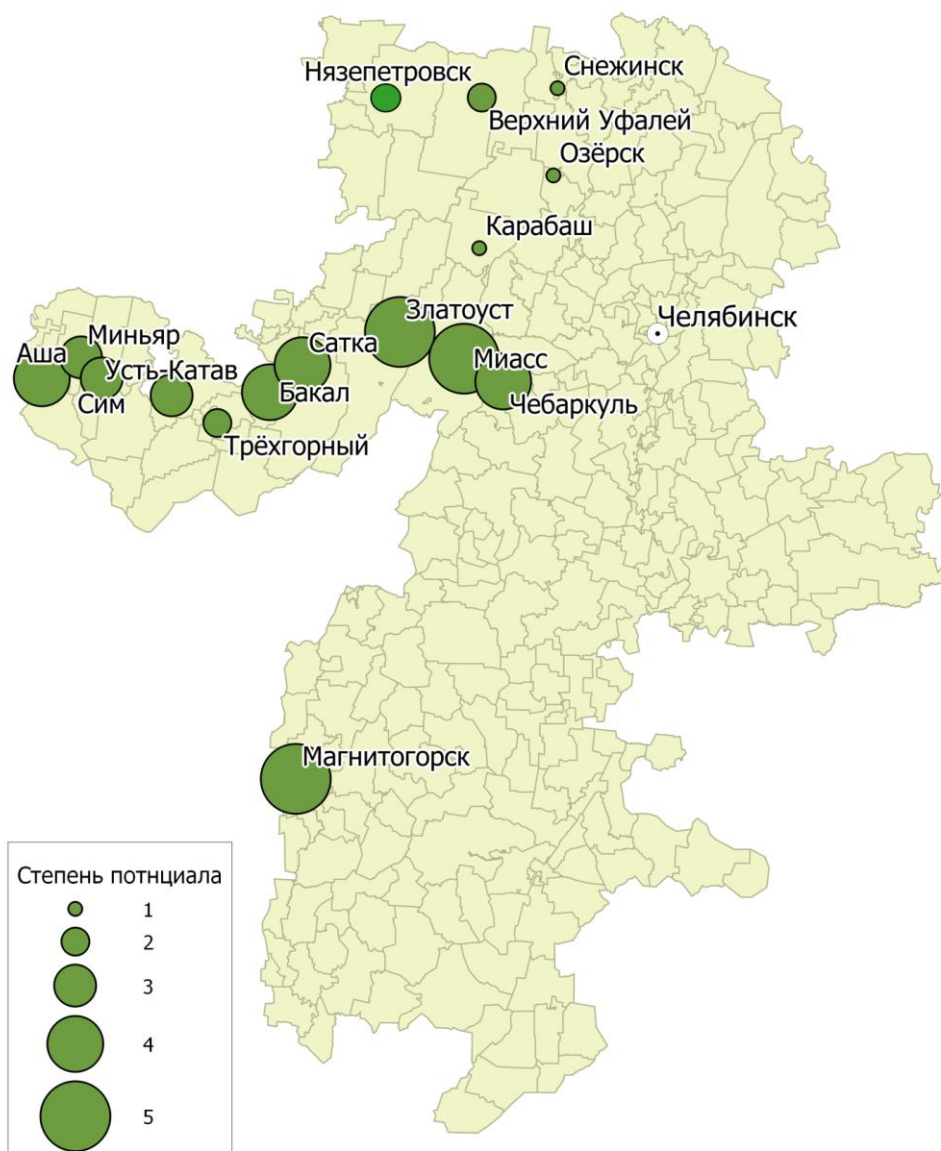 Нязепетровск
Снежинск
Верхний Уфалей
Озёрск
Карабаш
Златоуст
Челябинск
Миньяр
Сатка
Аша
Усть-Катав
Миасс
Бакал
Сим
Чебаркуль
Трёхгорный
Магнитогорск
Степень потнциала
1
2
3
4
5